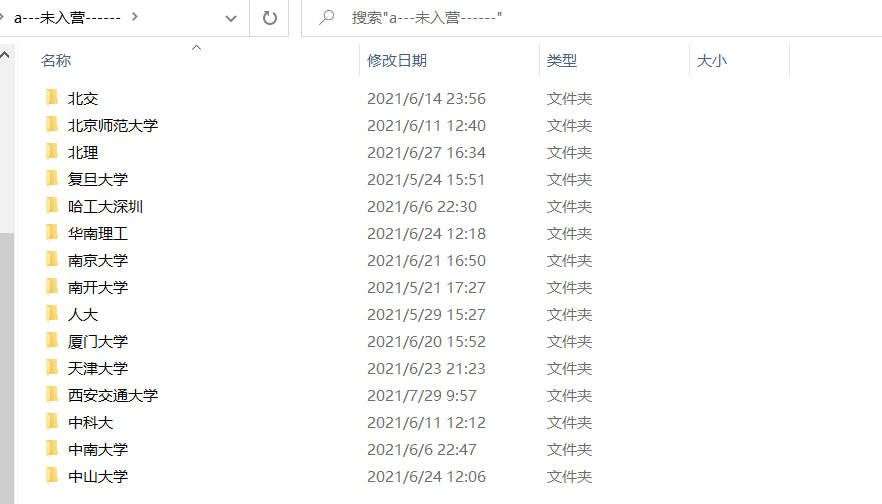 a---未入营------
搜索"a---未入营------"
名称 修改日期 类型 大小
北交 2021/6/14 23:56 文件夹
北京师范大学 2021/6/11 12:40 文件夹
北理 2021/6/27 16:34 文件夹
复旦大学 2021/5/24 15:51 文件夹
哈工大深圳 2021/6/6 22:30 文件夹
华南理工 2021/6/24 12:18 文件夹
南京大学 2021/6/21 16:50 文件夹
南开大学 2021/5/21 17:27 文件夹
人大 2021/5/29 15:27 文件夹
厦门大学 2021/6/20 15:52 文件夹
天津大学 2021/6/23 21:23 文件夹
西安交通大学 2021/7/29 9:57 文件夹
中科大 2021/6/11 12:12 文件夹
中南大学 2021/6/6 22:47 文件夹
中山大学 2021/6/24 12:06 文件夹